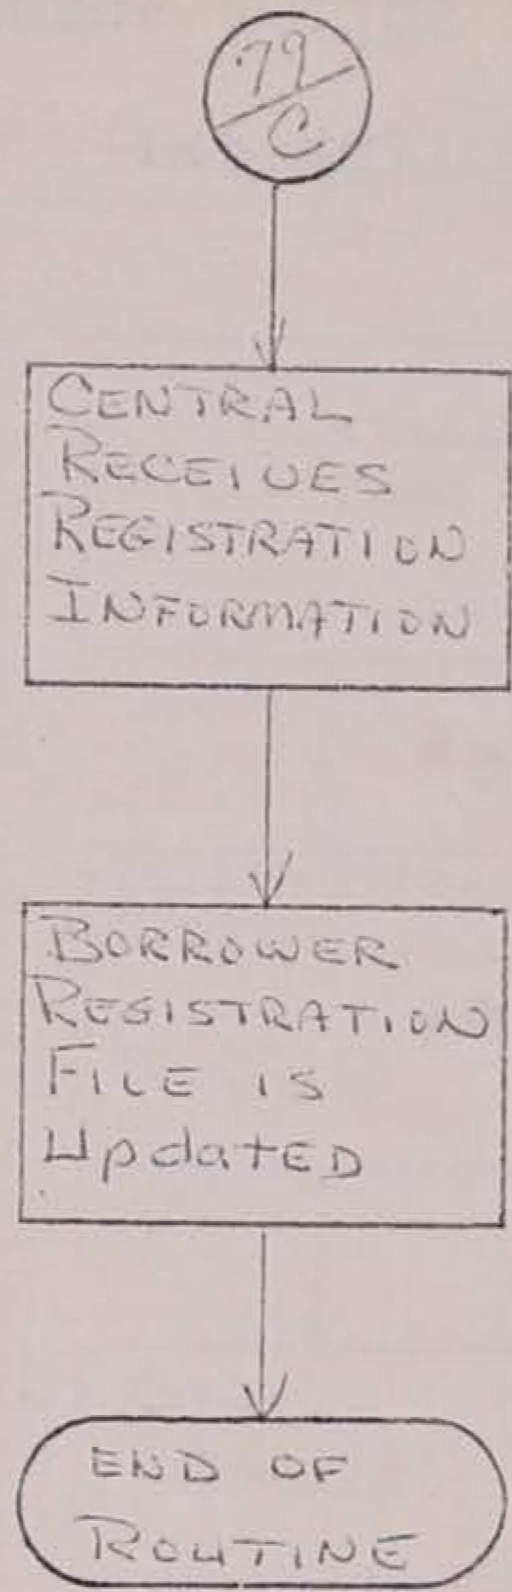 .79
C
CENTRAL
RECEIVES
REGISTRATION
INFORMATION
BORROWER
REGISTRATION
FILE IS
UpdatED
END OF
ROUTINE